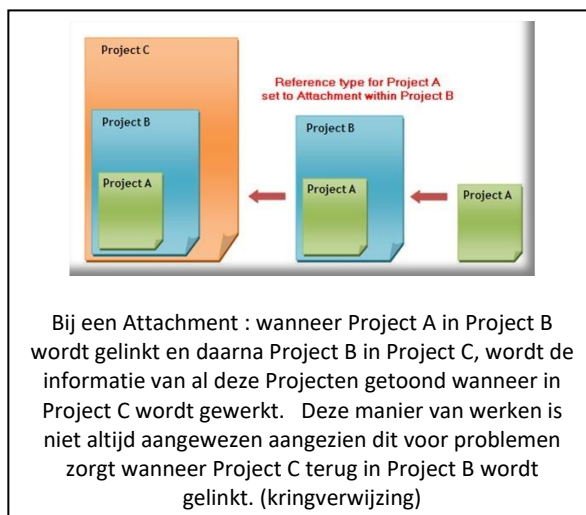 Project C
Reference type for Project A
set to Attachment within Project B
Project B
Project B
Project A
Project A
Project A
Bij een Attachment : wanneer Project A in Project B
wordt gelinkt en daarna Project B in Project C, wordt de
informatie van al deze Projecten getoond wanneer in
Project C wordt gewerkt. Deze manier van werken is
niet altijd aangewezen aangezien dit voor problemen
zorgt wanneer Project C terug in Project B wordt
gelinkt. (kringverwijzing)